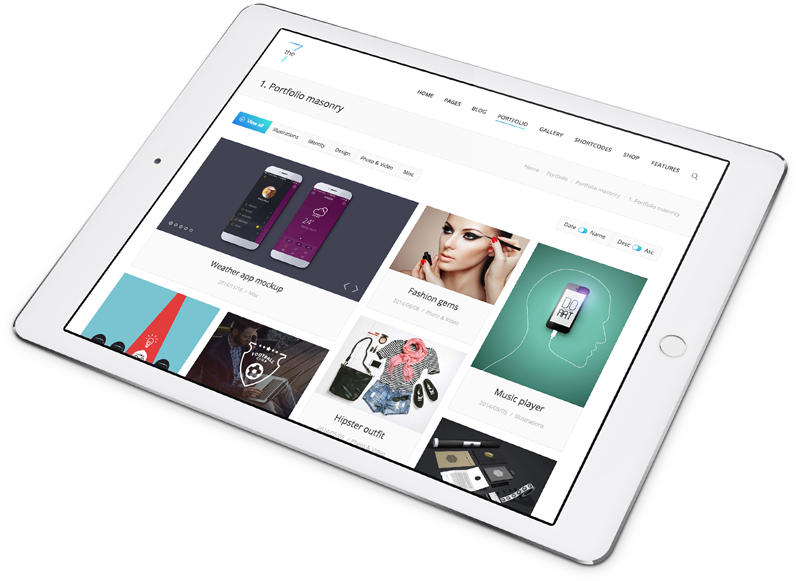 the 7
HOME PAGES BLOG PORTFOLIO GALLERY SHORTCODES SHOP FEATURES
1. Portfolio masonry
Home / Portfolio / Portfolio masonry / 1. Portfolio masonry
View all Illustrations Identity Design Photo & Video Misc
Date Name Desc Asc
24°
Weather app mockup
2014/11/16 / Misc
Fashion gems
2014/06/06 / Photo & Video
DO
ART
Music player
2014/05/05 / Illustrations
FOOTBALL
CLUB
Hipster outfit
/ Photo & Video